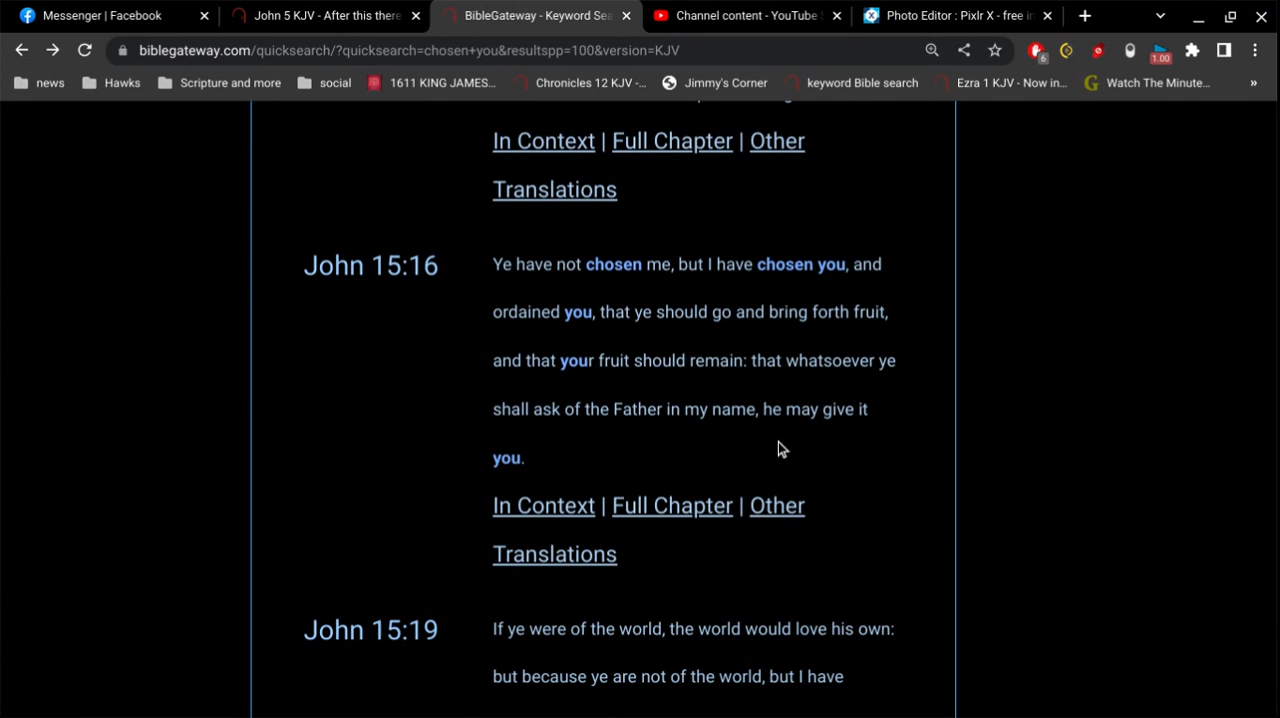 Messenger | Facebook
John 5 KJV - After this there
BibleGateway - Keyword Sea
Channel content - YouTube S
Photo Editor : Pixlr X - free in
biblegateway.com/quicksearch/?quicksearch=chosen+you&resultspp=100&version=KJV
6
1.00
news
Hawks
Scripture and more
social
1611 KING JAMES...
Chronicles 12 KJV -...
Jimmy's Corner
keyword Bible search
Ezra 1 KJV - Now in...
Watch The Minute...
»
In Context | Full Chapter | Other
Translations
John 15:16
Ye have not chosen me, but I have chosen you, and
ordained you, that ye should go and bring forth fruit,
and that your fruit should remain: that whatsoever ye
shall ask of the Father in my name, he may give it
you.
In Context | Full Chapter | Other
Translations
John 15:19
If ye were of the world, the world would love his own:
but because ye are not of the world, but I have